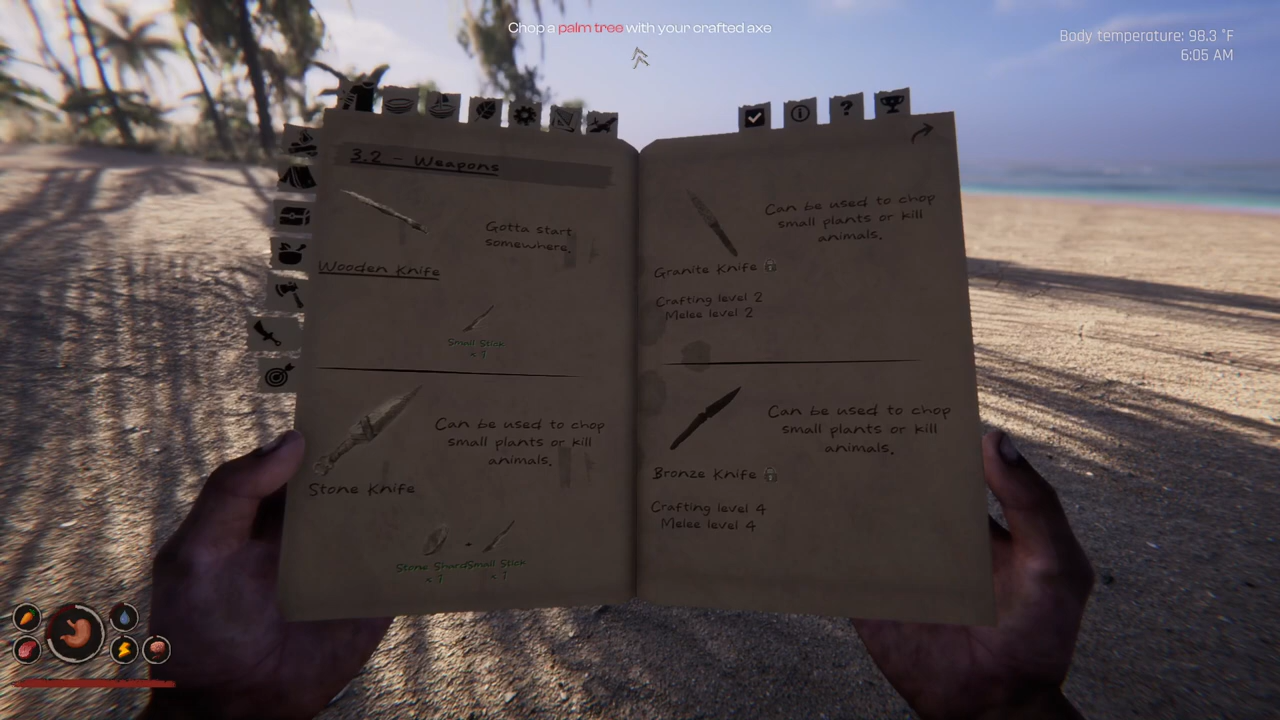 Chop a palm tree with your crafted axe
Body temperature: 98.3 °F
6:05 AM
3.2 - Weapons
Gotta start
somewhere.
Wooden Knife
Small Stick
x 1
Can be used to chop
small plants or kill
animals.
Stone Knife
Stone Shard Small Stick
x 1 x 1
Can be used to chop
small plants or kill
animals.
Granite Knife
Crafting level 2
Melee level 2
Can be used to chop
small plants or kill
animals.
Bronze Knife
Crafting level 4
Melee level 4